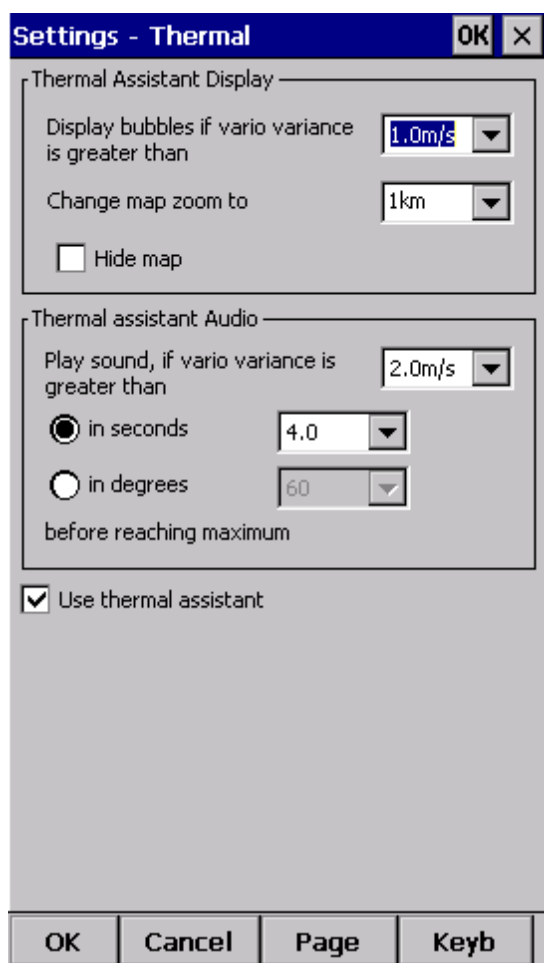 Settings - Thermal OK ×
Thermal Assistant Display
Display bubbles if vario variance
is greater than
1.0m/s
Change map zoom to 1km
Hide map
Thermal assistant Audio
Play sound, if vario variance is
greater than
2.0m/s
in seconds 4.0
in degrees 60
before reaching maximum
Use thermal assistant
OK Cancel Page Keyb